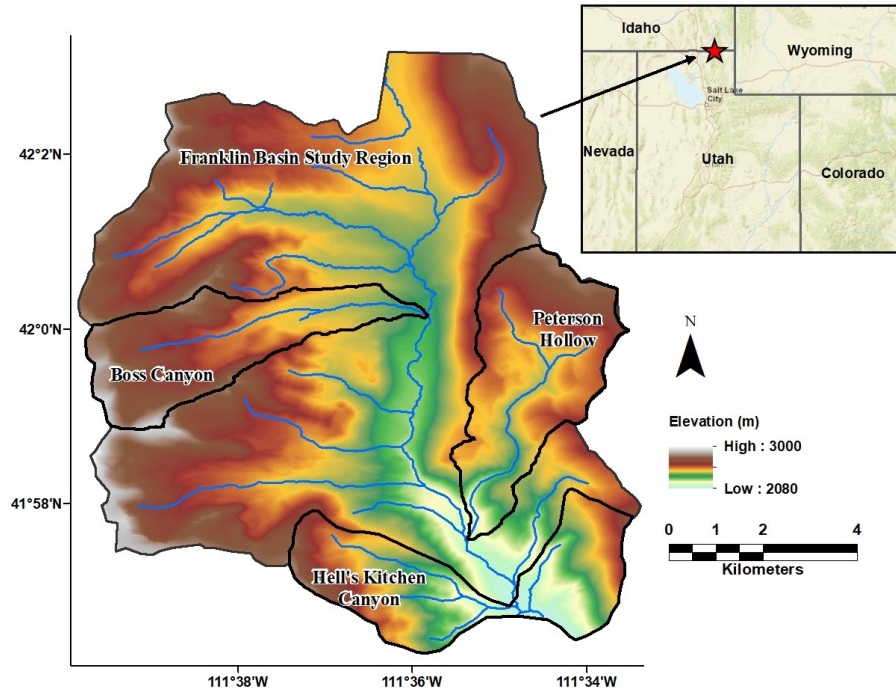 Idaho
Wyoming
Salt Lake
City
Nevada
Utah
Colorado
42°2'N
Franklin Basin Study Region
42°0'N
Peterson
Hollow
Boss Canyon
N
Elevation (m)
High : 3000
Low : 2080
41°58'N
0 1 2 4
Kilometers
Hell's Kitchen
Canyon
111°38'W 111°36'W 111°34'W